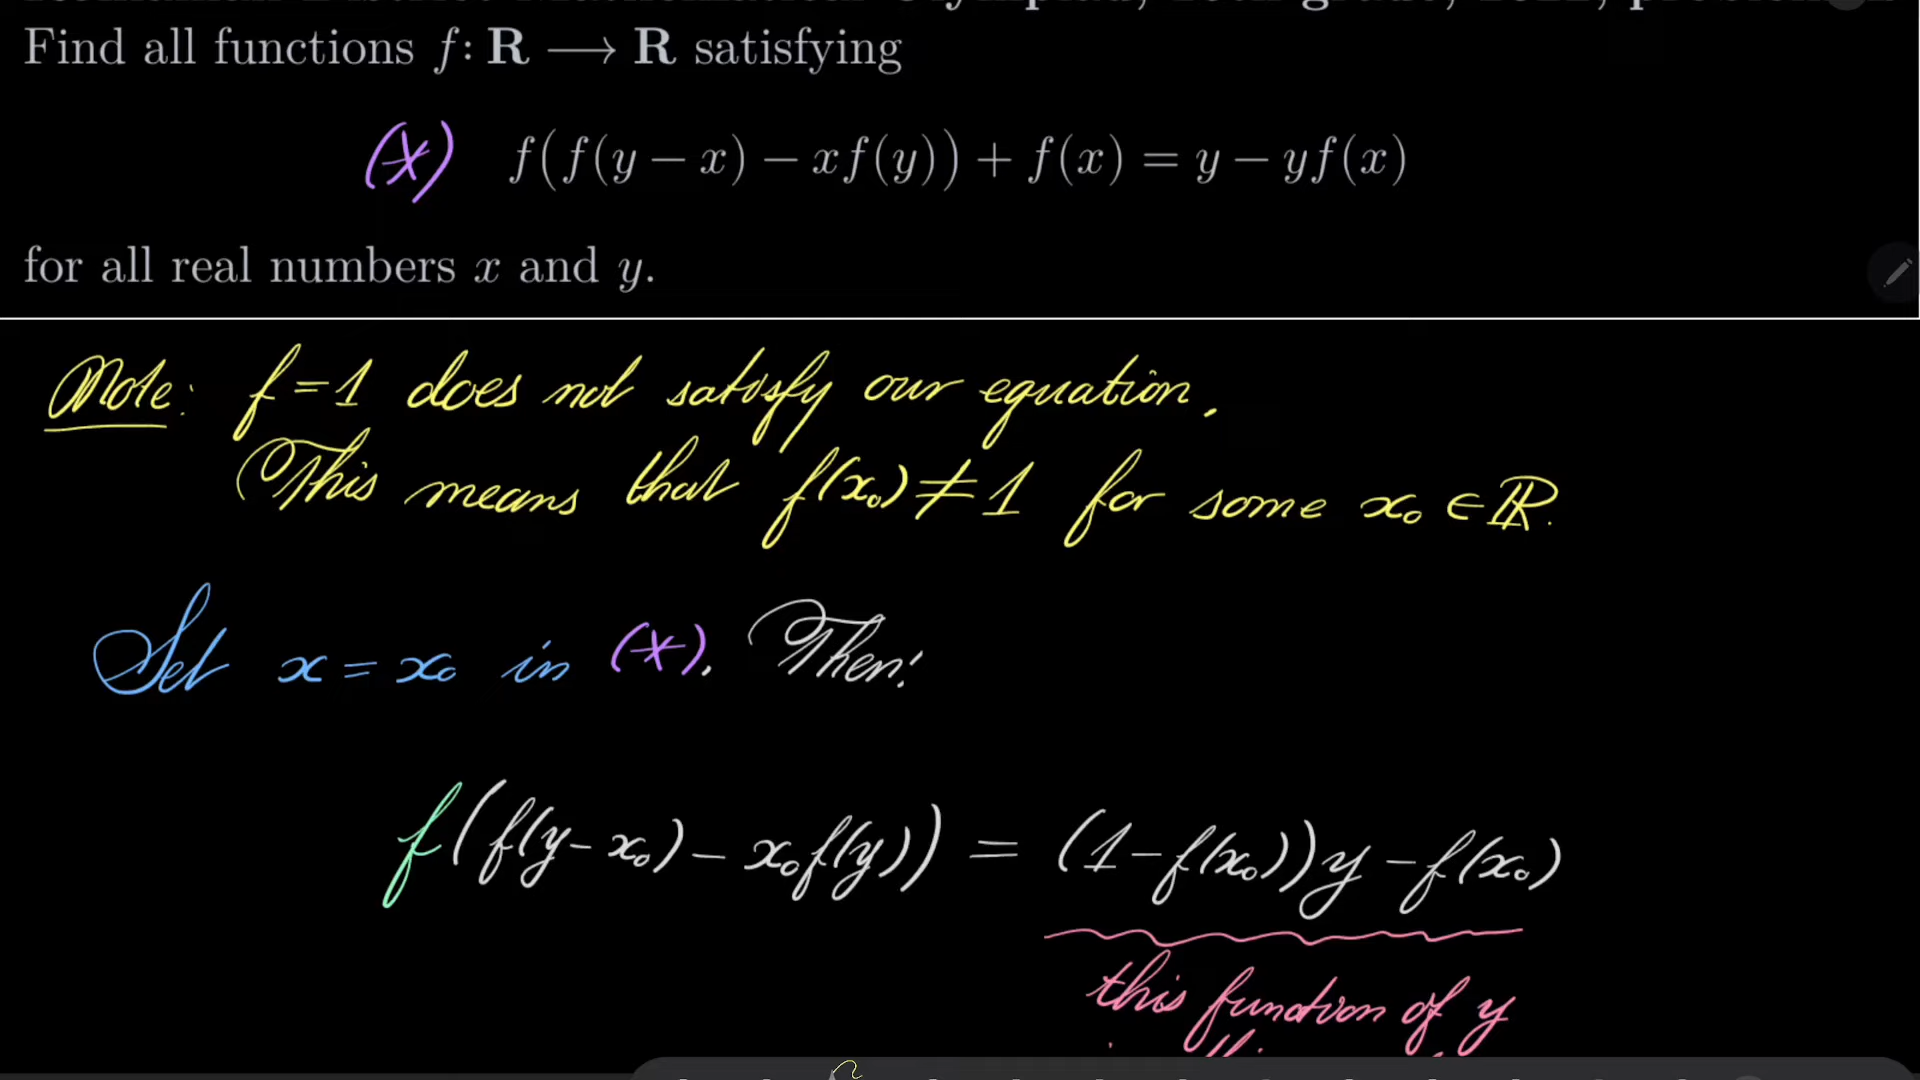 Find all functions f: R ⟶ R satisfying
(*) f(f(y − x) − xf(y)) + f(x) = y − yf(x)
for all real numbers x and y.
Note: f=1 does not satisfy our equation.
This means that f(x₀) ≠ 1 for some x₀ ∈ ℝ.
Set x = x₀ in (*). Then:
f(f(y−x₀) − x₀f(y)) = (1−f(x₀))y − f(x₀)
this function of y